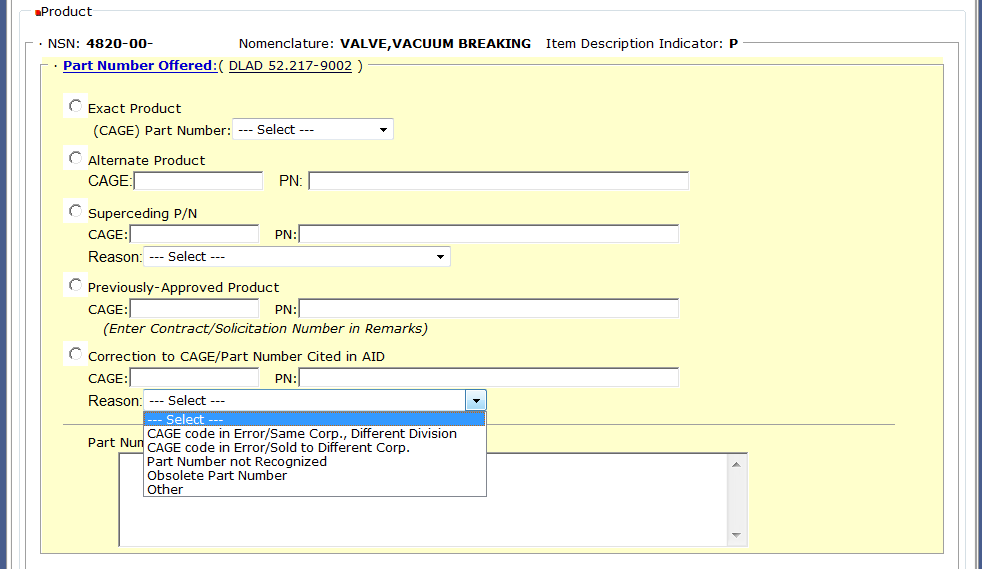 Product
· NSN: 4820-00- Nomenclature: VALVE,VACUUM BREAKING Item Description Indicator: P
· Part Number Offered:( DLAD 52.217-9002 )
Exact Product
(CAGE) Part Number: --- Select ---
Alternate Product
CAGE: PN:
Superceding P/N
CAGE: PN:
Reason: --- Select ---
Previously-Approved Product
CAGE: PN:
(Enter Contract/Solicitation Number in Remarks)
Correction to CAGE/Part Number Cited in AID
CAGE: PN:
Reason: --- Select ---
--- Select ---
CAGE code in Error/Same Corp., Different Division
Part
CAGE code in Error/Sold to Different Corp.
Part Number not Recognized
Obsolete Part Number
Other